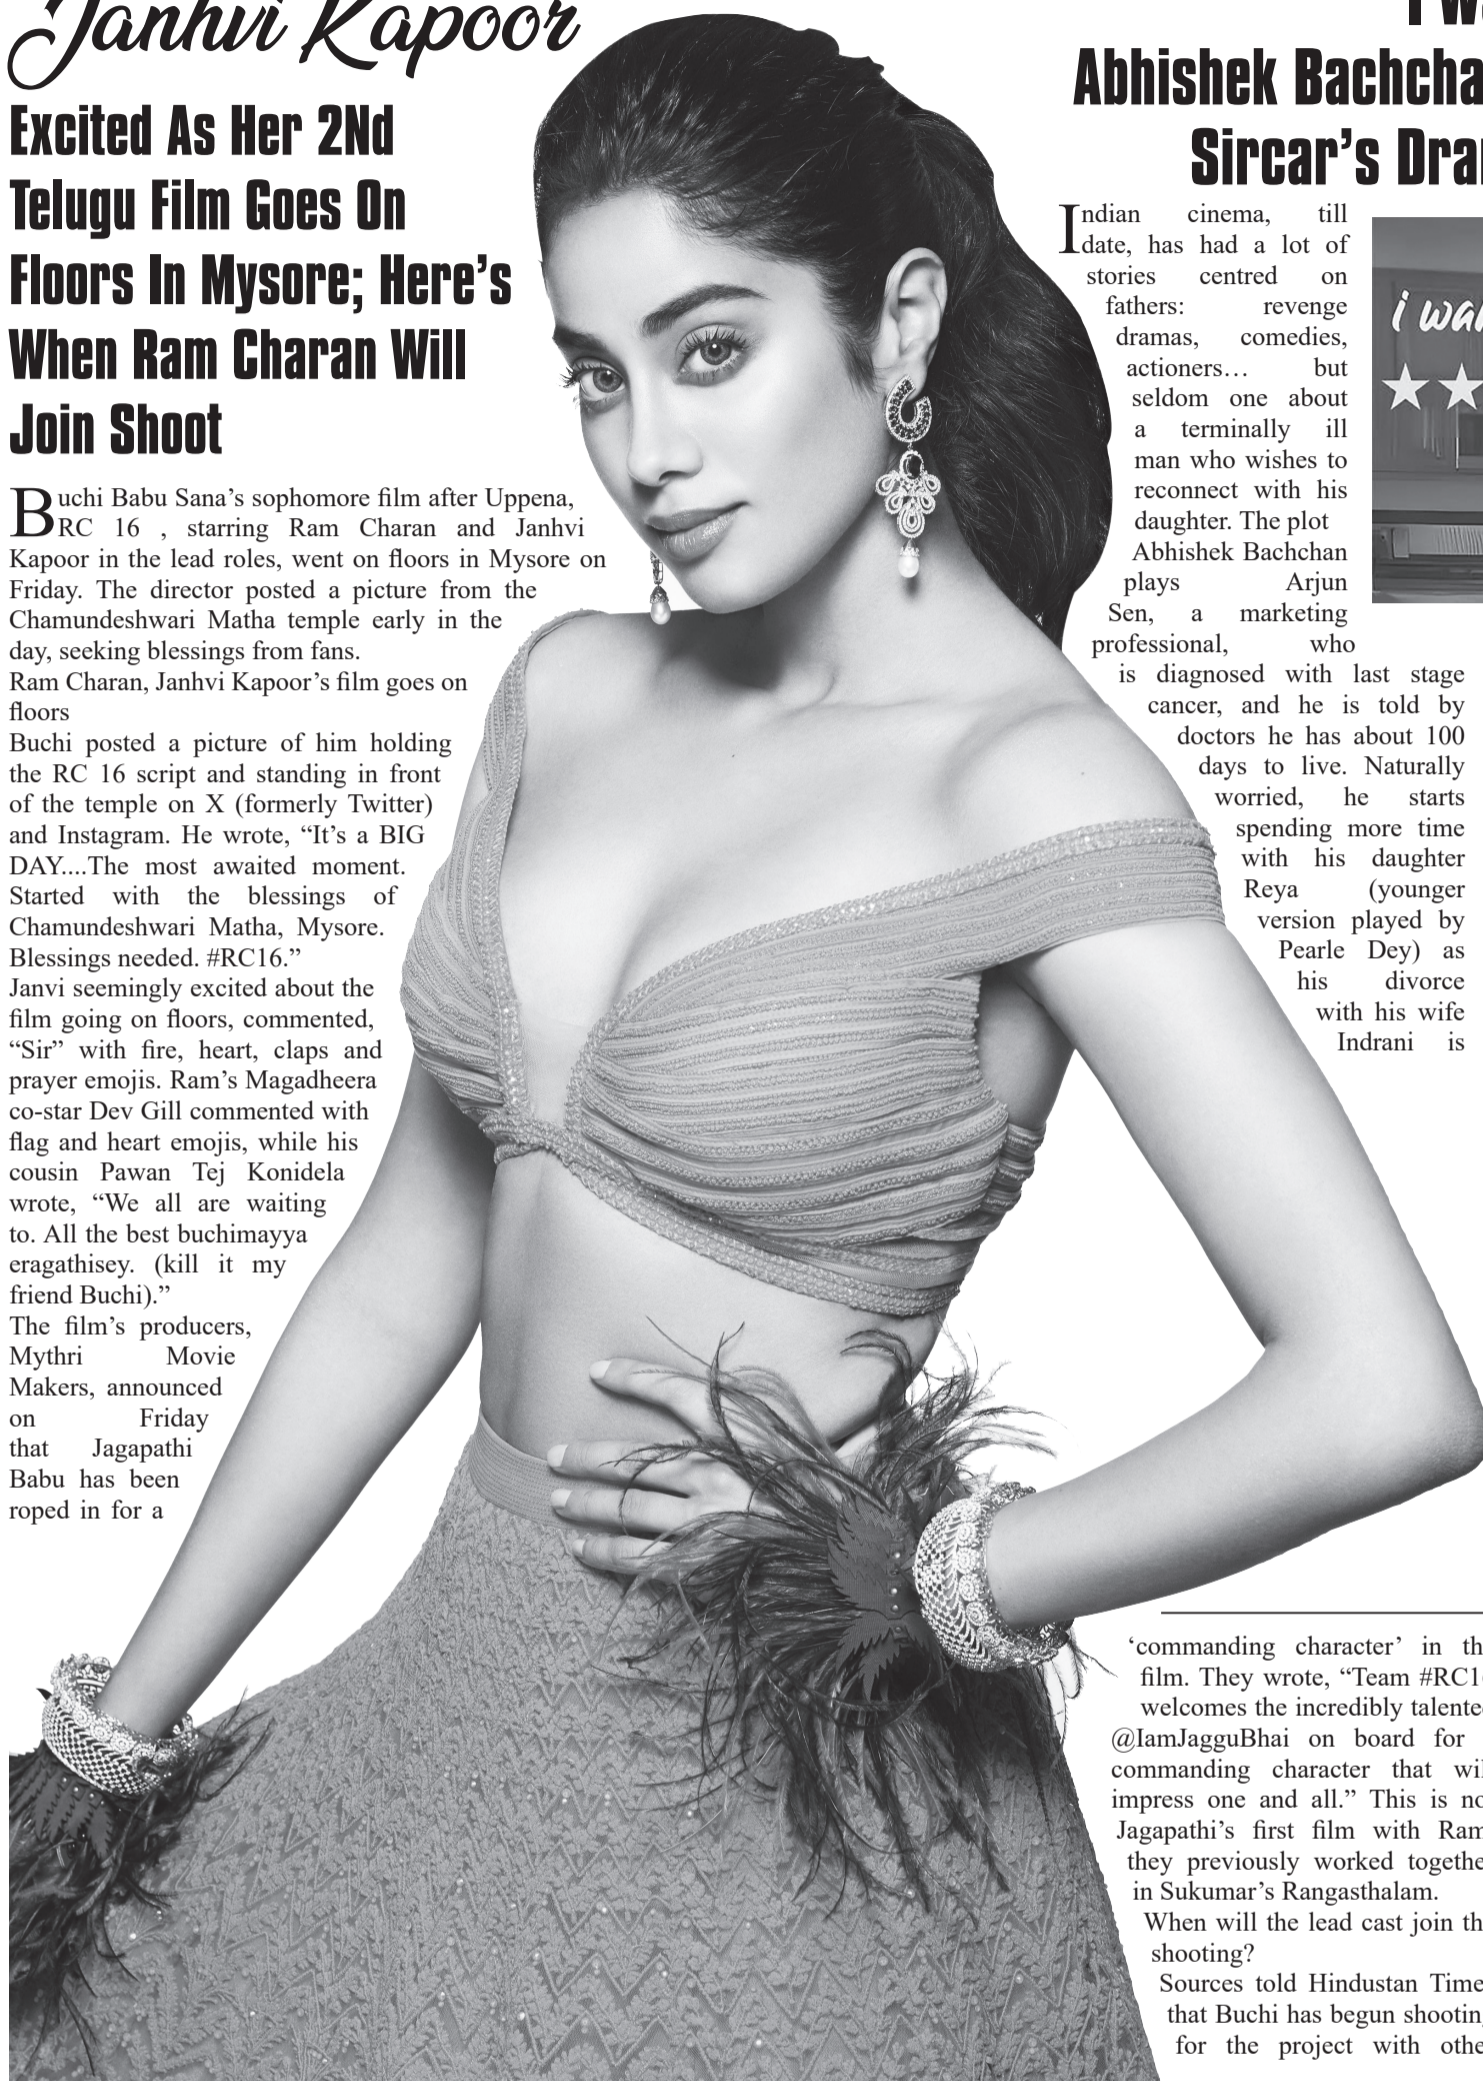 Janhvi Kapoor
Excited As Her 2Nd
Telugu Film Goes On
Floors In Mysore; Here’s
When Ram Charan Will
Join Shoot
Buchi Babu Sana’s sophomore film after Uppena,
RC 16 , starring Ram Charan and Janhvi
Kapoor in the lead roles, went on floors in Mysore on
Friday. The director posted a picture from the
Chamundeshwari Matha temple early in the
day, seeking blessings from fans.
Ram Charan, Janhvi Kapoor’s film goes on
floors
Buchi posted a picture of him holding
the RC 16 script and standing in front
of the temple on X (formerly Twitter)
and Instagram. He wrote, “It’s a BIG
DAY....The most awaited moment.
Started with the blessings of
Chamundeshwari Matha, Mysore.
Blessings needed. #RC16.”
Janvi seemingly excited about the
film going on floors, commented,
“Sir” with fire, heart, claps and
prayer emojis. Ram’s Magadheera
co-star Dev Gill commented with
flag and heart emojis, while his
cousin Pawan Tej Konidela
wrote, “We all are waiting
to. All the best buchimayya
eragathisey. (kill it my
friend Buchi).”
The film’s producers,
Mythri Movie
Makers, announced
on Friday
that Jagapathi
Babu has been
roped in for a
‘commanding character’ in
film. They wrote, “Team
welcomes the incredibly
@IamJagguBhai on board for
commanding character that
impress one and all.” This is
Jagapathi’s first film with Ram
they previously worked
in Sukumar’s Rangasthalam.
When will the lead cast join
shooting?
Sources told Hindustan
that Buchi has begun
for the project with
I
Abhishek
Sircar’s
Indian cinema, till
date, has had a lot of
stories centred on
fathers: revenge
dramas, comedies,
actioners… but
seldom one about
a terminally ill
man who wishes to
reconnect with his
daughter. The plot
Abhishek Bachchan
plays Arjun
Sen, a marketing
professional, who
is diagnosed with last stage
cancer, and he is told by
doctors he has about 100
days to live. Naturally
worried, he starts
spending more time
with his daughter
Reya (younger
version played by
Pearle Dey) as
his divorce
with his wife
Indrani is
i